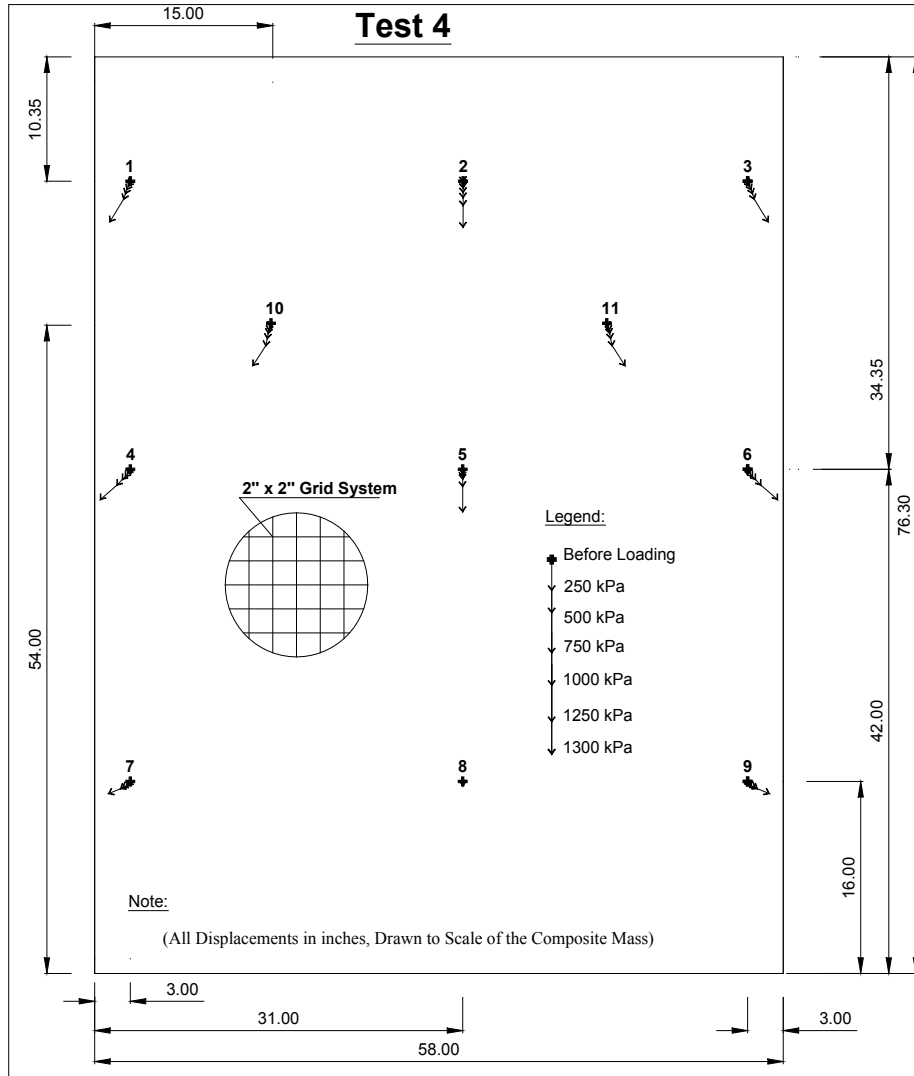 15.00
Test 4
10.35
1
2
3
10
11
34.35
4
5
6
2" x 2" Grid System
76.30
Legend:
Before Loading
250 kPa
500 kPa
54.00
750 kPa
1000 kPa
42.00
1250 kPa
1300 kPa
7
8
9
16.00
Note:
(All Displacements in inches, Drawn to Scale of the Composite Mass)
3.00
31.00
3.00
58.00